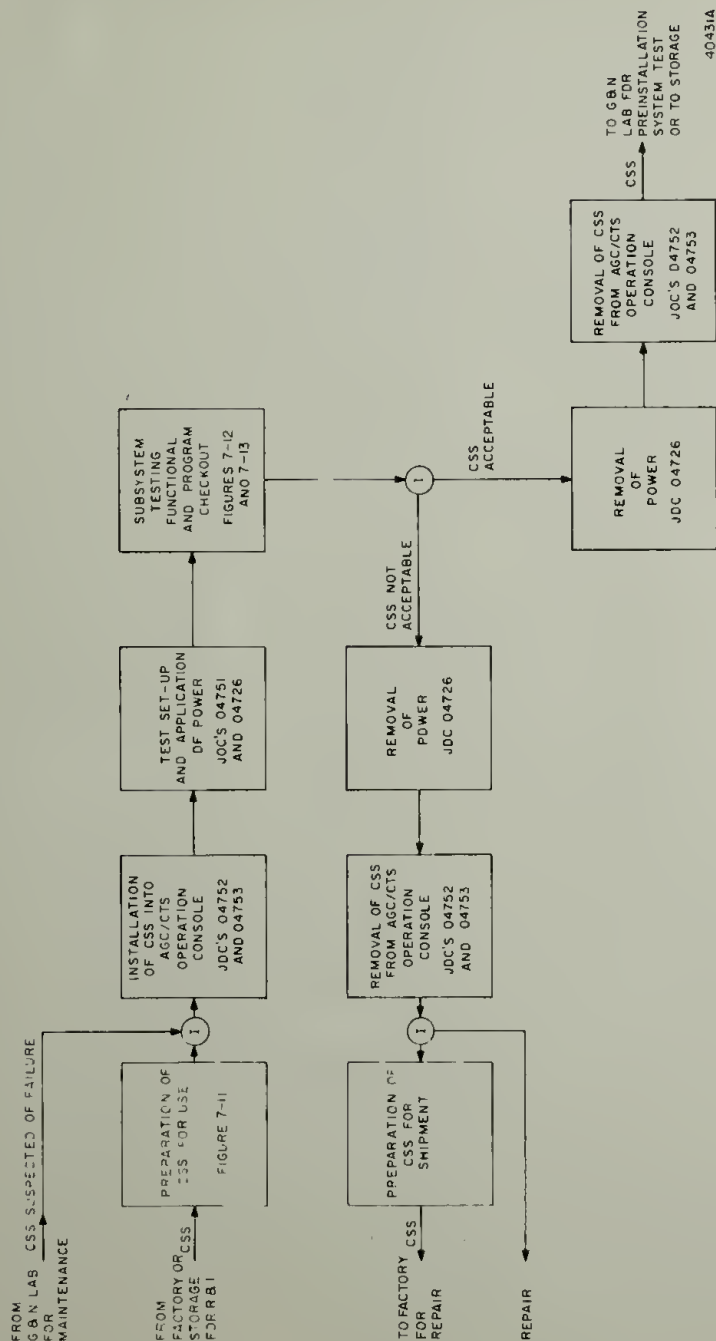 FROM
G&N LAB
FOR
MAINTENANCE
CSS SUSPECTED OF FAILURE
FROM
FACTORY OR
STORAGE
FOR R&I
CSS
PREPARATION OF
CSS FOR USE
FIGURE 7-11
I
INSTALLATION
OF CSS INTO
AGC/CTS
OPERATION
CONSOLE
JDC'S 04752
AND 04753
TEST SET-UP
AND APPLICATION
OF POWER
JDC'S 04751
AND 04726
SUBSYSTEM
TESTING
FUNCTIONAL
AND PROGRAM
CHECKOUT
FIGURES 7-12
AND 7-13
I
CSS NOT
ACCEPTABLE
REMOVAL
OF
POWER
JDC 04726
REMOVAL OF CSS
FROM AGC/CTS
OPERATION
CONSOLE
JDC'S 04752
AND 04753
I
PREPARATION OF
CSS FOR
SHIPMENT
CSS
TO FACTORY
FOR
REPAIR
REPAIR
CSS
ACCEPTABLE
REMOVAL
OF
POWER
JDC 04726
REMOVAL OF CSS
FROM AGC/CTS
OPERATION
CONSOLE
JDC'S 04752
AND 04753
CSS
TO G&N
LAB FOR
PREINSTALLATION
SYSTEM TEST
OR TO STORAGE
40431A